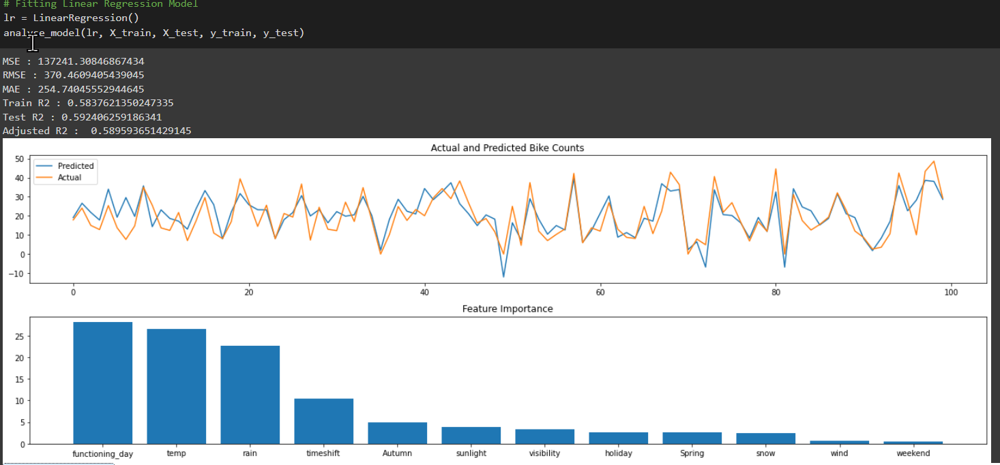 # Fitting Linear Regression Model
lr = LinearRegression()
analyse_model(lr, X_train, X_test, y_train, y_test)
MSE : 137241.30846867434
RMSE : 370.4609405439045
MAE : 254.74045552944645
Train R2 : 0.5837621350247335
Test R2 : 0.592406259186341
Adjusted R2 :  0.589593651429145
Actual and Predicted Bike Counts
Predicted
Actual
50
40
30
20
10
0
−10
0 20 40 60 80 100
Feature Importance
25
20
15
10
5
0
functioning_day temp rain timeshift Autumn sunlight visibility holiday Spring snow wind weekend